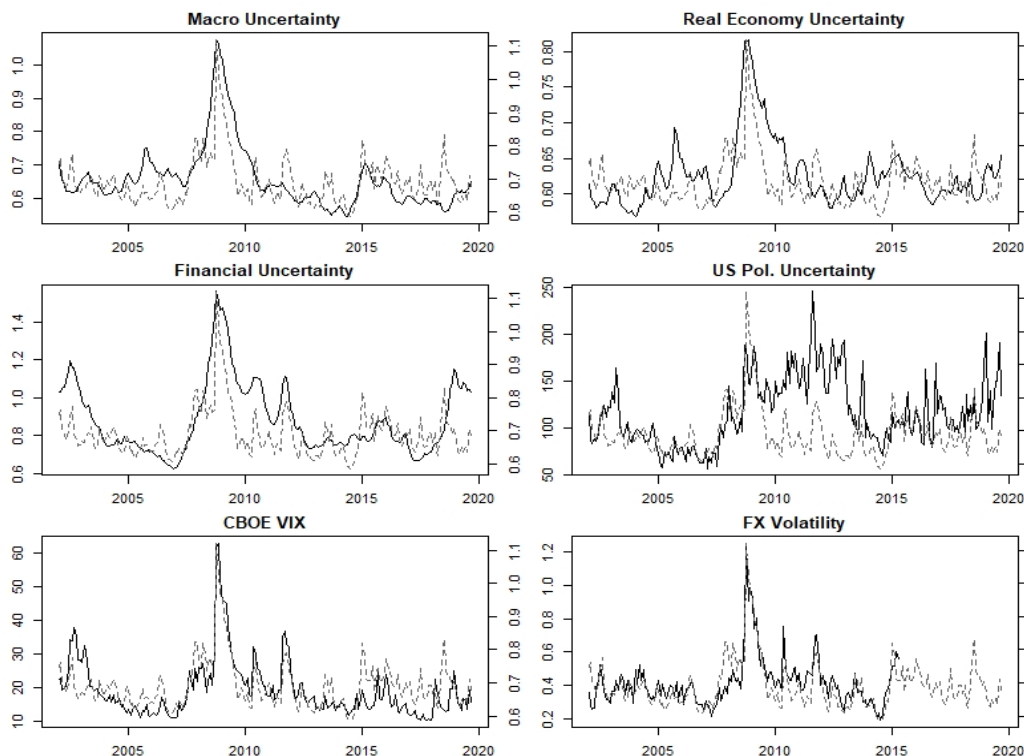 Macro Uncertainty
0.6 0.7 0.8 0.9 1.0
0.6 0.7 0.8 0.9 1.0 1.1
2005 2010 2015 2020
Real Economy Uncertainty
0.60 0.65 0.70 0.75 0.80
2005 2010 2015 2020
Financial Uncertainty
0.6 0.8 1.0 1.2 1.4
0.6 0.7 0.8 0.9 1.0 1.1
2005 2010 2015 2020
US Pol. Uncertainty
50 100 150 200 250
2005 2010 2015 2020
CBOE VIX
10 20 30 40 50 60
0.6 0.7 0.8 0.9 1.0 1.1
2005 2010 2015 2020
FX Volatility
0.2 0.4 0.6 0.8 1.0 1.2
2005 2010 2015 2020